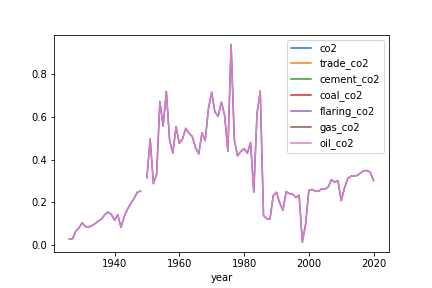 co2
trade_co2
cement_co2
coal_co2
flaring_co2
gas_co2
oil_co2
0.8
0.6
0.4
0.2
0.0
1940 1960 1980 2000 2020
year